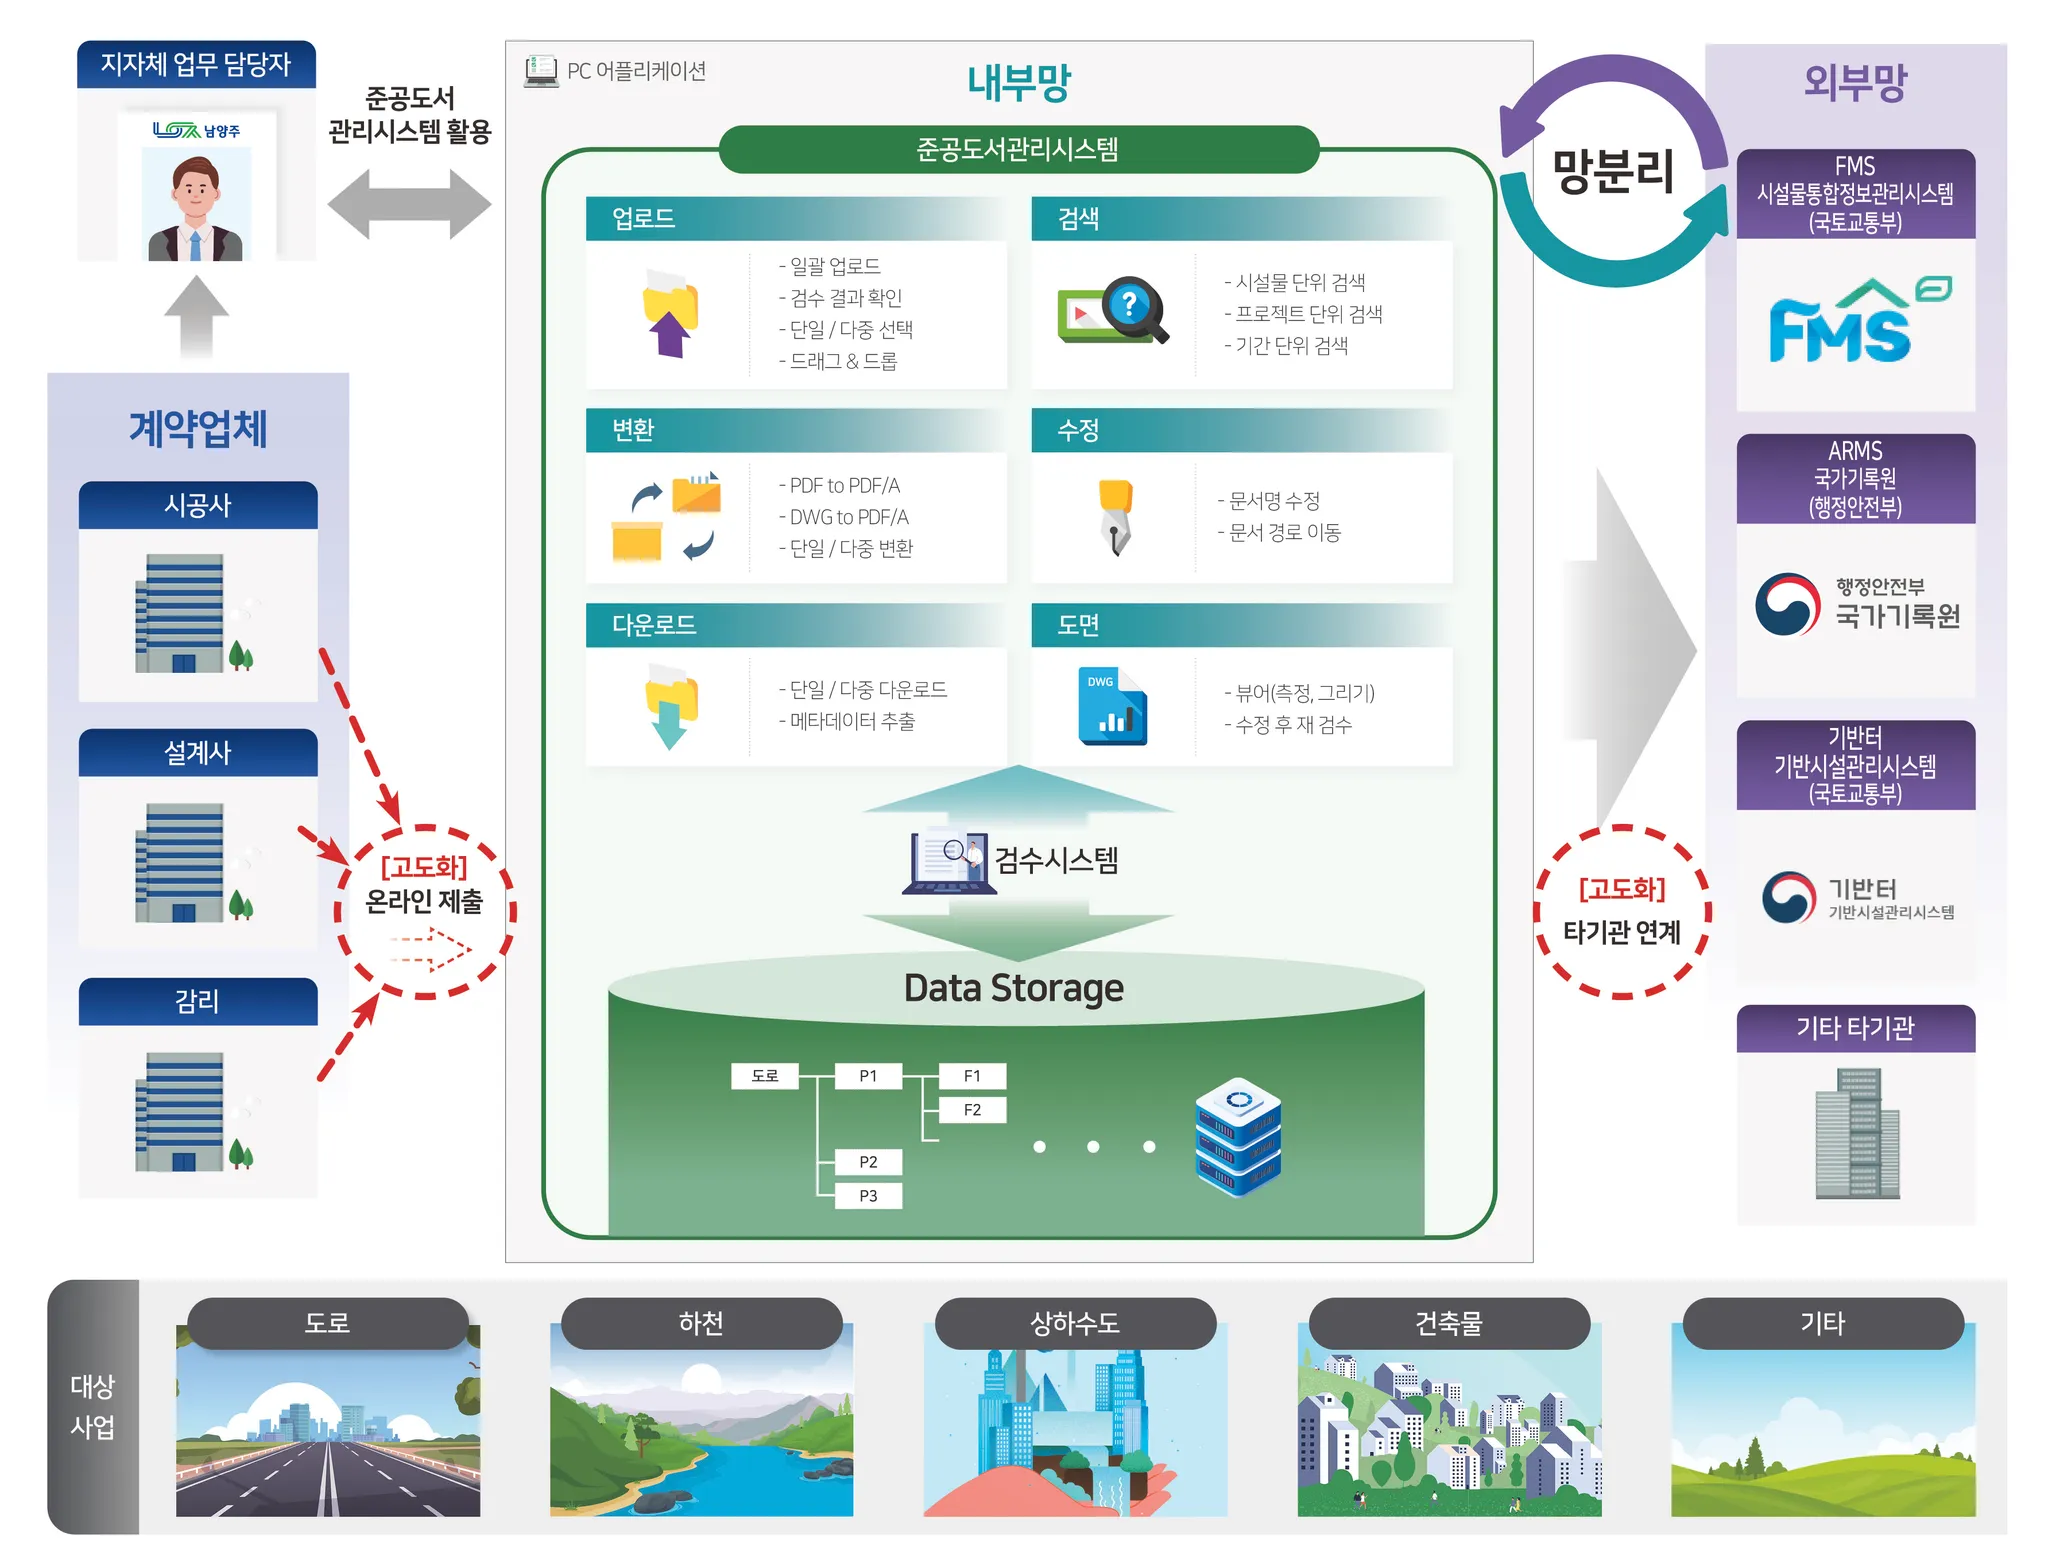 지자체 업무 담당자
남양주
준공도서
관리시스템 활용
계약업체
시공사
설계사
감리
[고도화]
온라인 제출
PC 어플리케이션
내부망
준공도서관리시스템
업로드
- 일괄 업로드
- 검수 결과 확인
- 단일 / 다중 선택
- 드래그 & 드롭
검색
?
- 시설물 단위 검색
- 프로젝트 단위 검색
- 기간 단위 검색
변환
- PDF to PDF/A
- DWG to PDF/A
- 단일 / 다중 변환
수정
- 문서명 수정
- 문서 경로 이동
다운로드
- 단일 / 다중 다운로드
- 메타데이터 추출
도면
DWG
- 뷰어(측정, 그리기)
- 수정 후 재 검수
검수시스템
Data Storage
도로
P1
F1
F2
P2
P3
망분리
[고도화]
타기관 연계
외부망
FMS
시설물통합정보관리시스템
(국토교통부)
FMS
ARMS
국가기록원
(행정안전부)
행정안전부
국가기록원
기반터
기반시설관리시스템
(국토교통부)
기반터
기반시설관리시스템
기타 타기관
대상
사업
도로
하천
상하수도
건축물
기타